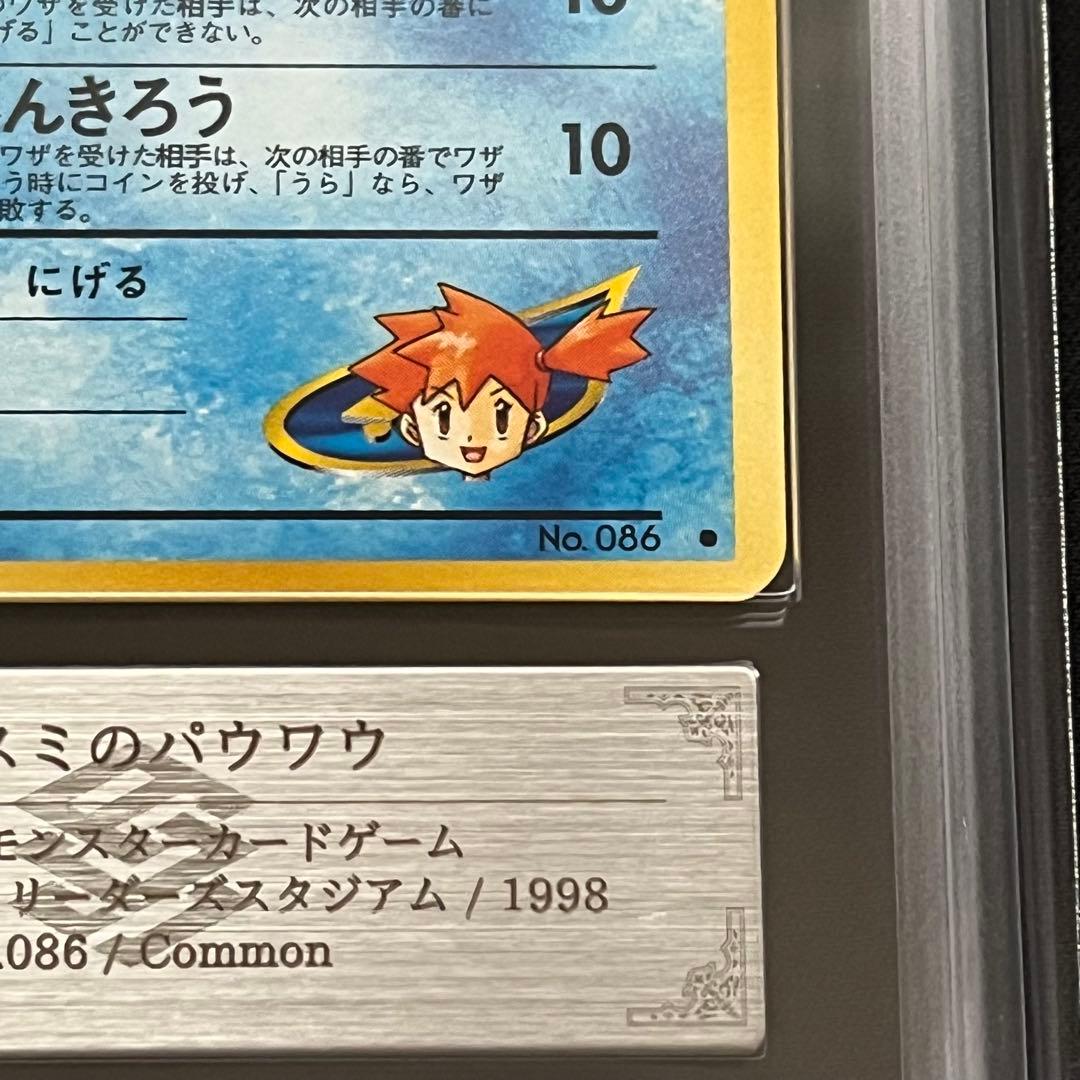 ワザを受けた相手は、次の相手の番に 10
げる」ことができない。
んきろう
ワザを受けた相手は、次の相手の番でワザ 10
う時にコインを投げ、「うら」なら、ワザ
敗する。
にげる
No. 086 ●
スミのパウワウ
モンスターカードゲーム
リーダーズスタジアム / 1998
.086 / Common